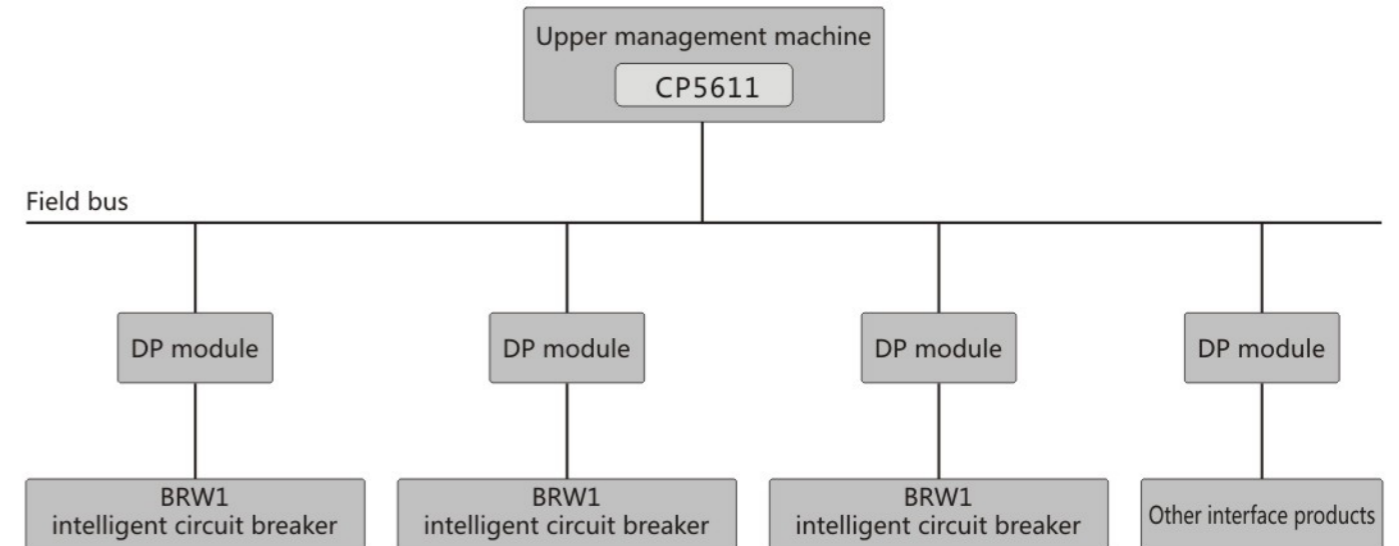 Upper management machine
CP5611
Field bus
DP module
DP module
DP module
DP module
BRW1
intelligent circuit breaker
BRW1
intelligent circuit breaker
BRW1
intelligent circuit breaker
Other interface products